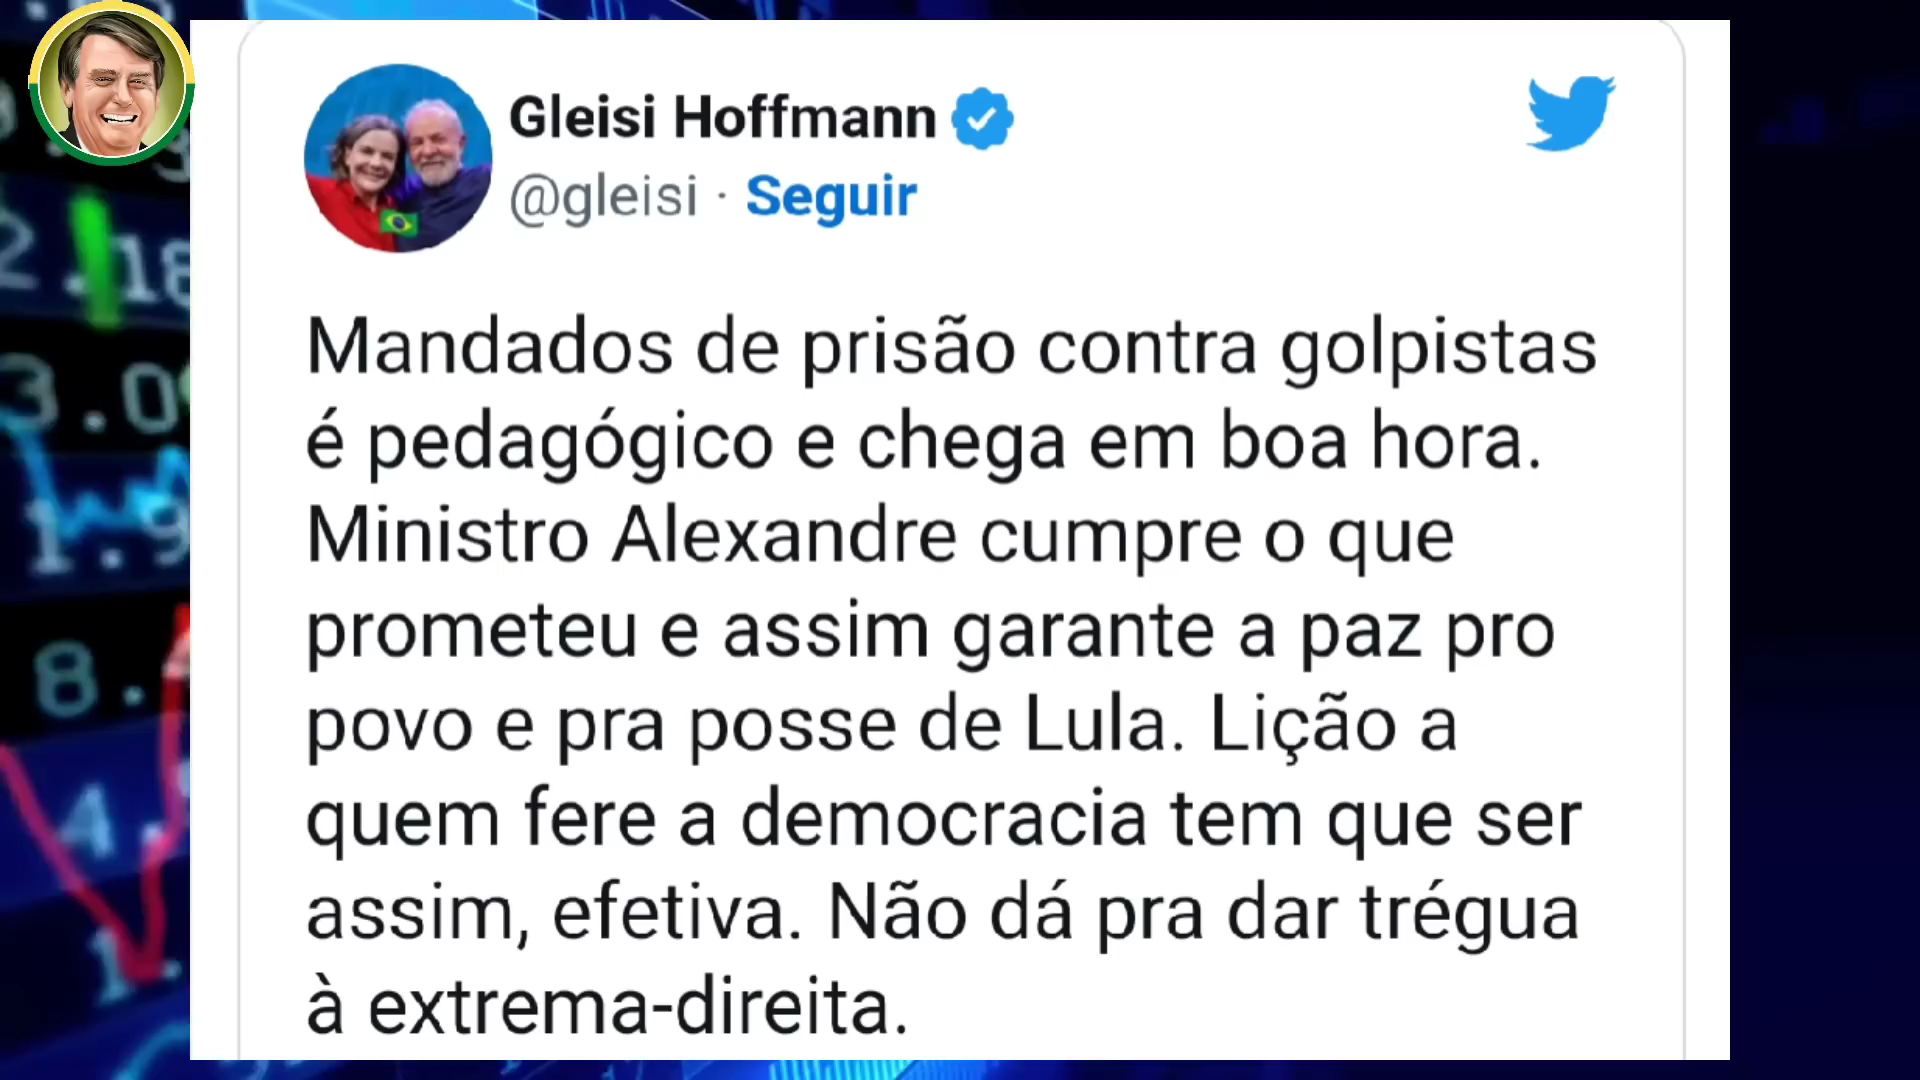 Gleisi Hoffmann
@gleisi · Seguir
Mandados de prisão contra golpistas
é pedagógico e chega em boa hora.
Ministro Alexandre cumpre o que
prometeu e assim garante a paz pro
povo e pra posse de Lula. Lição a
quem fere a democracia tem que ser
assim, efetiva. Não dá pra dar trégua
à extrema-direita.